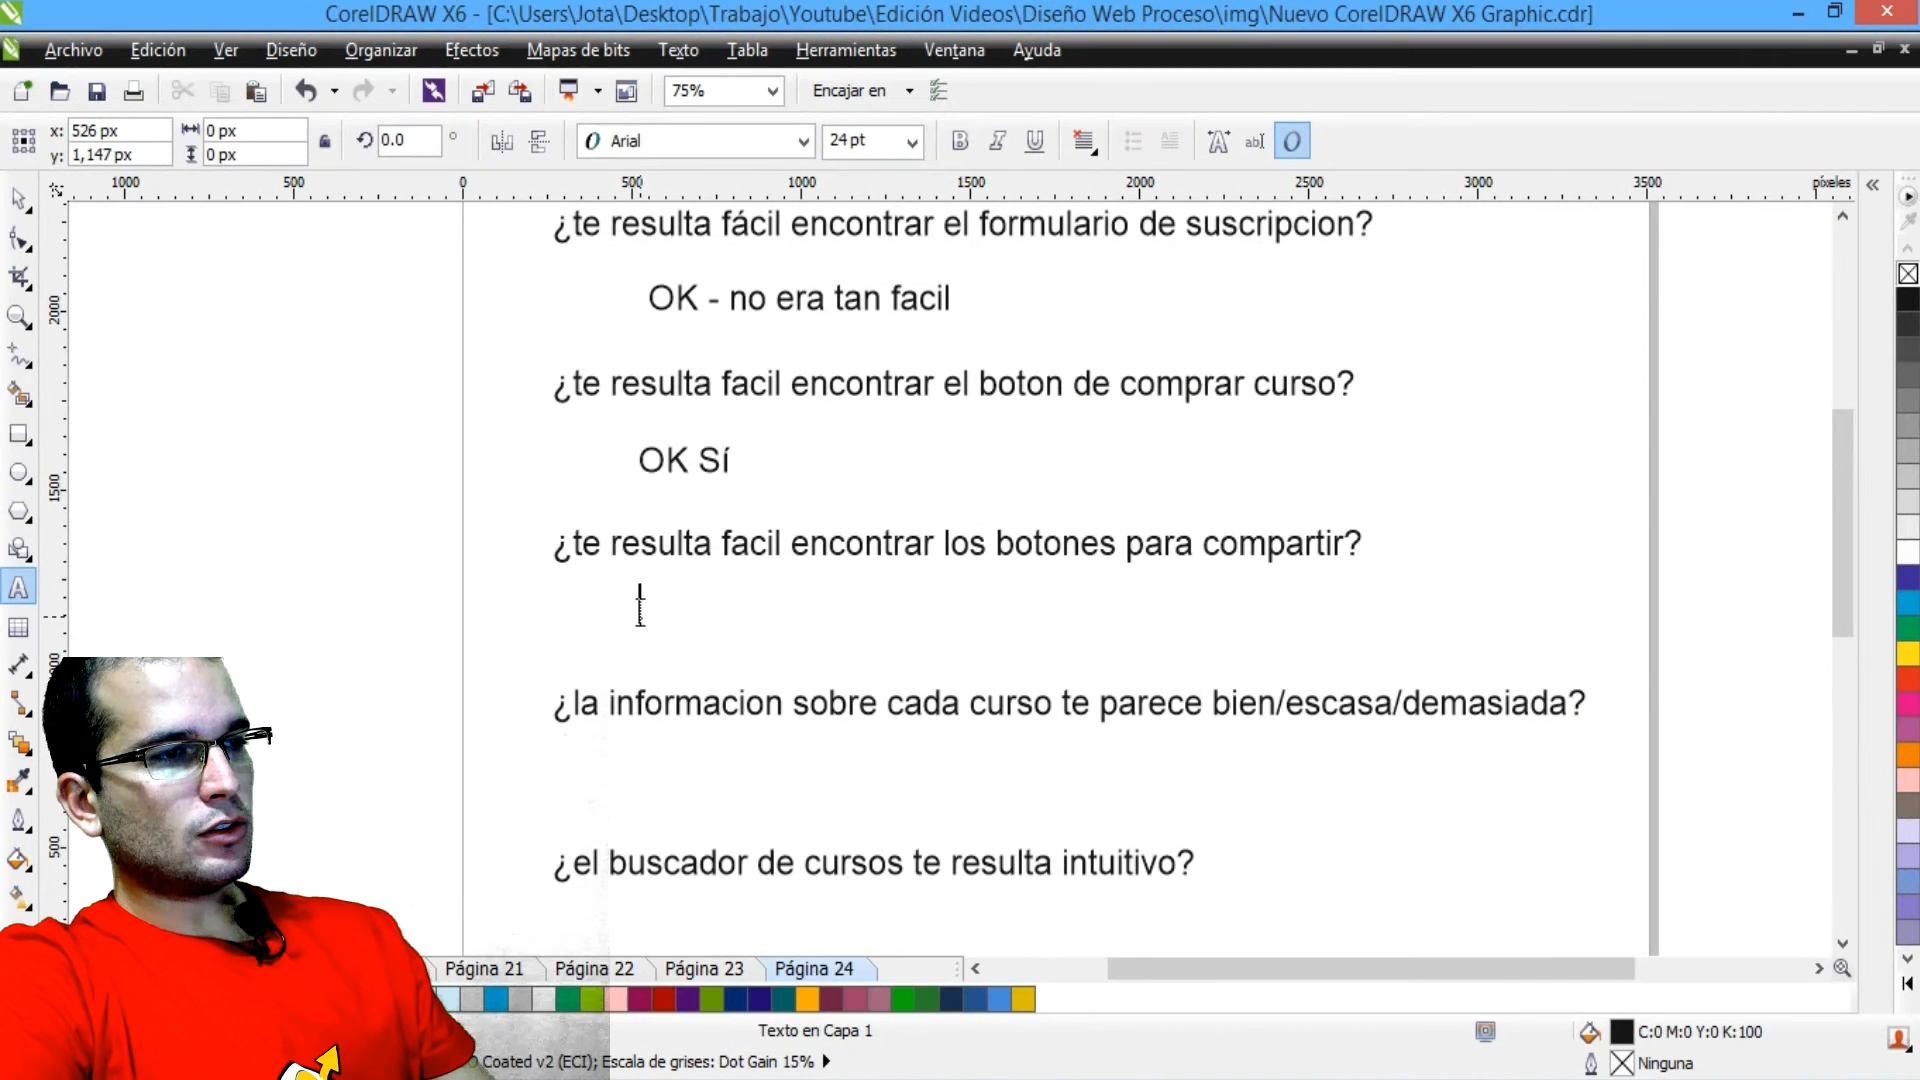 CorelDRAW X6 - [C:\Users\Jota\Desktop\Trabajo\Youtube\Edición Videos\Diseño Web Proceso\img\Nuevo CorelDRAW X6 Graphic.cdr]
Archivo Edición Ver Diseño Organizar Efectos Mapas de bits Texto Tabla Herramientas Ventana Ayuda
75% Encajar en
x: 526 px 0 px 0.0 ° Arial 24 pt
y: 1,147 px 0 px
1000 500 0 500 1000 1500 2000 2500 3000 3500 píxeles
¿te resulta fácil encontrar el formulario de suscripcion?
2000
OK - no era tan facil
¿te resulta facil encontrar el boton de comprar curso?
OK Sí
1500
¿te resulta facil encontrar los botones para compartir?
¿la informacion sobre cada curso te parece bien/escasa/demasiada?
500
¿el buscador de cursos te resulta intuitivo?
Página 21 Página 22 Página 23 Página 24
Texto en Capa 1
C:0 M:0 Y:0 K:100
Coated v2 (ECI); Escala de grises: Dot Gain 15%
Ninguna